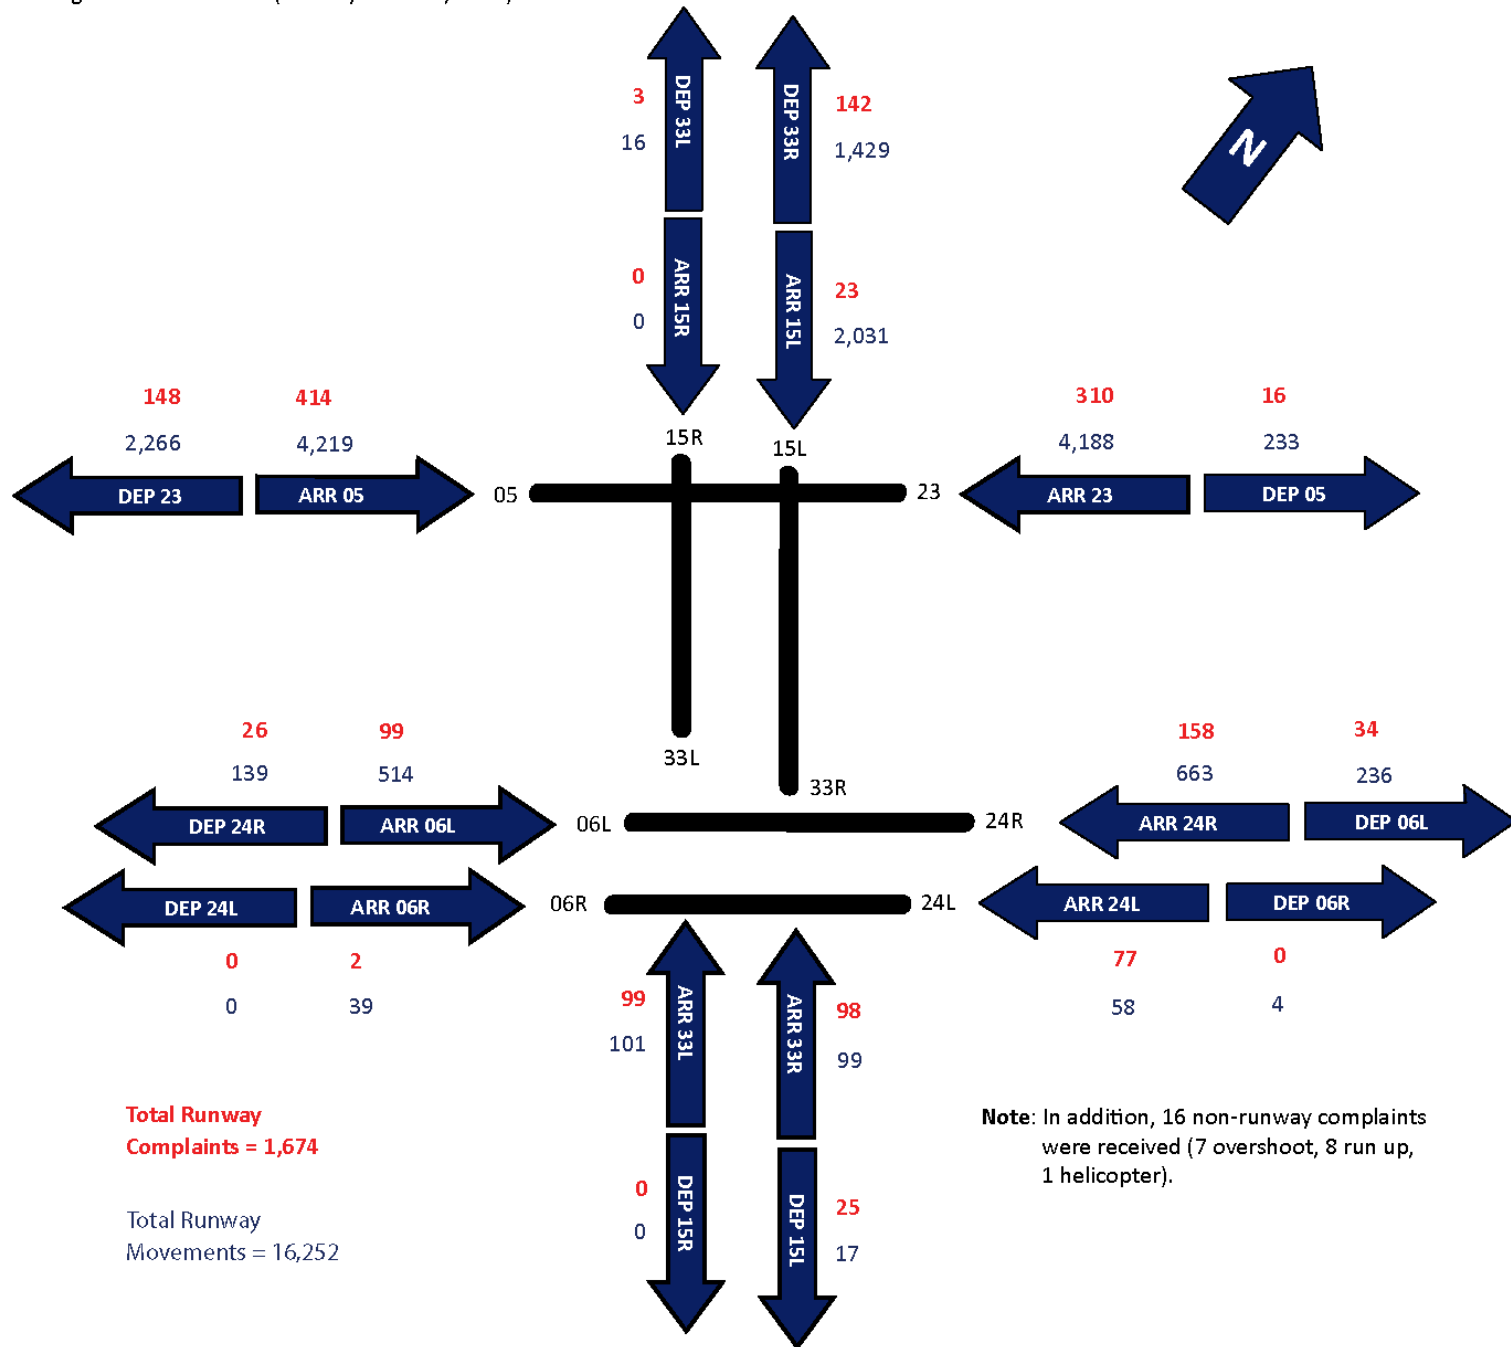 DEP 33L
DEP 33R
3
16
142
1,429
N
ARR 15R
ARR 15L
0
0
23
2,031
148
414
310
16
2,266
4,219
4,188
233
15R
15L
DEP 23
ARR 05
05
23
ARR 23
DEP 05
26
99
158
34
139
514
663
236
33L
33R
DEP 24R
ARR 06L
06L
24R
ARR 24R
DEP 06L
DEP 24L
ARR 06R
06R
24L
ARR 24L
DEP 06R
0
2
77
0
0
39
58
4
99
101
ARR 33L
ARR 33R
98
99
Total Runway
Complaints = 1,674
Note: In addition, 16 non-runway complaints
were received (7 overshoot, 8 run up,
1 helicopter).
0
0
DEP 15R
DEP 15L
25
17
Total Runway
Movements = 16,252